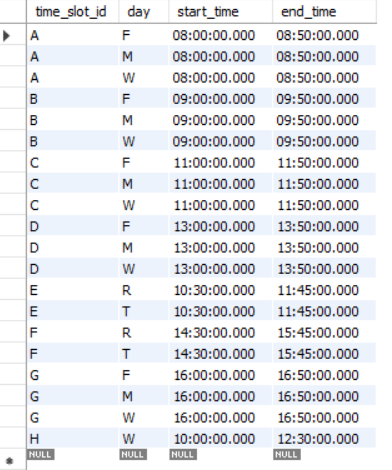 time_slot_id day start_time end_time
A F 08:00:00.000 08:50:00.000
A M 08:00:00.000 08:50:00.000
A W 08:00:00.000 08:50:00.000
B F 09:00:00.000 09:50:00.000
B M 09:00:00.000 09:50:00.000
B W 09:00:00.000 09:50:00.000
C F 11:00:00.000 11:50:00.000
C M 11:00:00.000 11:50:00.000
C W 11:00:00.000 11:50:00.000
D F 13:00:00.000 13:50:00.000
D M 13:00:00.000 13:50:00.000
D W 13:00:00.000 13:50:00.000
E R 10:30:00.000 11:45:00.000
E T 10:30:00.000 11:45:00.000
F R 14:30:00.000 15:45:00.000
F T 14:30:00.000 15:45:00.000
G F 16:00:00.000 16:50:00.000
G M 16:00:00.000 16:50:00.000
G W 16:00:00.000 16:50:00.000
H W 10:00:00.000 12:30:00.000
NULL NULL NULL NULL